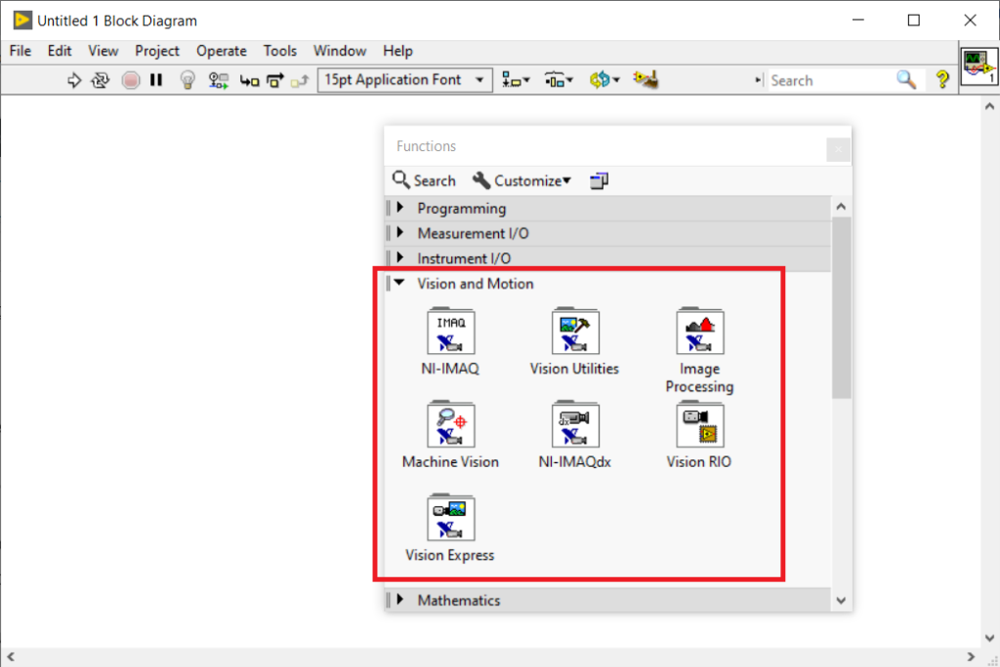 Untitled 1 Block Diagram
File Edit View Project Operate Tools Window Help
15pt Application Font
Search
?
1
Functions
Search Customize
Programming
Measurement I/O
Instrument I/O
Vision and Motion
IMAQ
NI-IMAQ Vision Utilities Image
Processing
dx
Machine Vision NI-IMAQdx Vision RIO
Vision Express
Mathematics